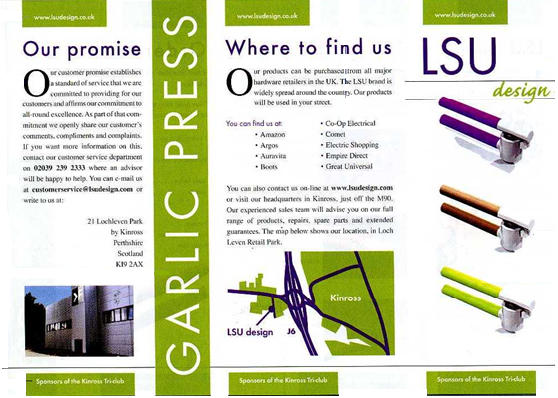 www.lsudesign.co.uk
Our promise
Our customer promise establishes
a standard of service that we are
committed to providing for our
customers and affirms our commitment to
all-round excellence. As part of that com-
mitment we openly share our customer's
comments, compliments and complaints.
If you want more information on this,
contact our customer service department
on 02039 239 2333 where an advisor
will be happy to help. You can e-mail us
at customerservice@lsudesign.com or
write to us at:
21 Lochleven Park
by Kinross
Perthshire
Scotland
KI9 2AX
Sponsors of the Kinross Tri-club
GARLIC PRESS
www.lsudesign.co.uk
Where to find us
Our products can be purchased from all major
hardware retailers in the UK. The LSU brand is
widely spread around the country. Our products
will be used in your street.
You can find us at:
• Amazon
• Argos
• Auravita
• Boots
• Co-Op Electrical
• Comet
• Electric Shopping
• Empire Direct
• Great Universal
You can also contact us on-line at www.lsudesign.com
or visit our headquarters in Kinross, just off the M90.
Our experienced sales team will advise you on our full
range of products, repairs, spare parts and extended
guarantees. The map below shows our location, in Loch
Leven Retail Park.
Kinross
LSU design
J6
Sponsors of the Kinross Tri-club
www.lsudesign.co.uk
LSU
design
Sponsors of the Kinross Tri-club